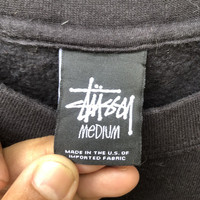 Stüssy
MEDIUM
MADE IN THE U.S. OF
IMPORTED FABRIC